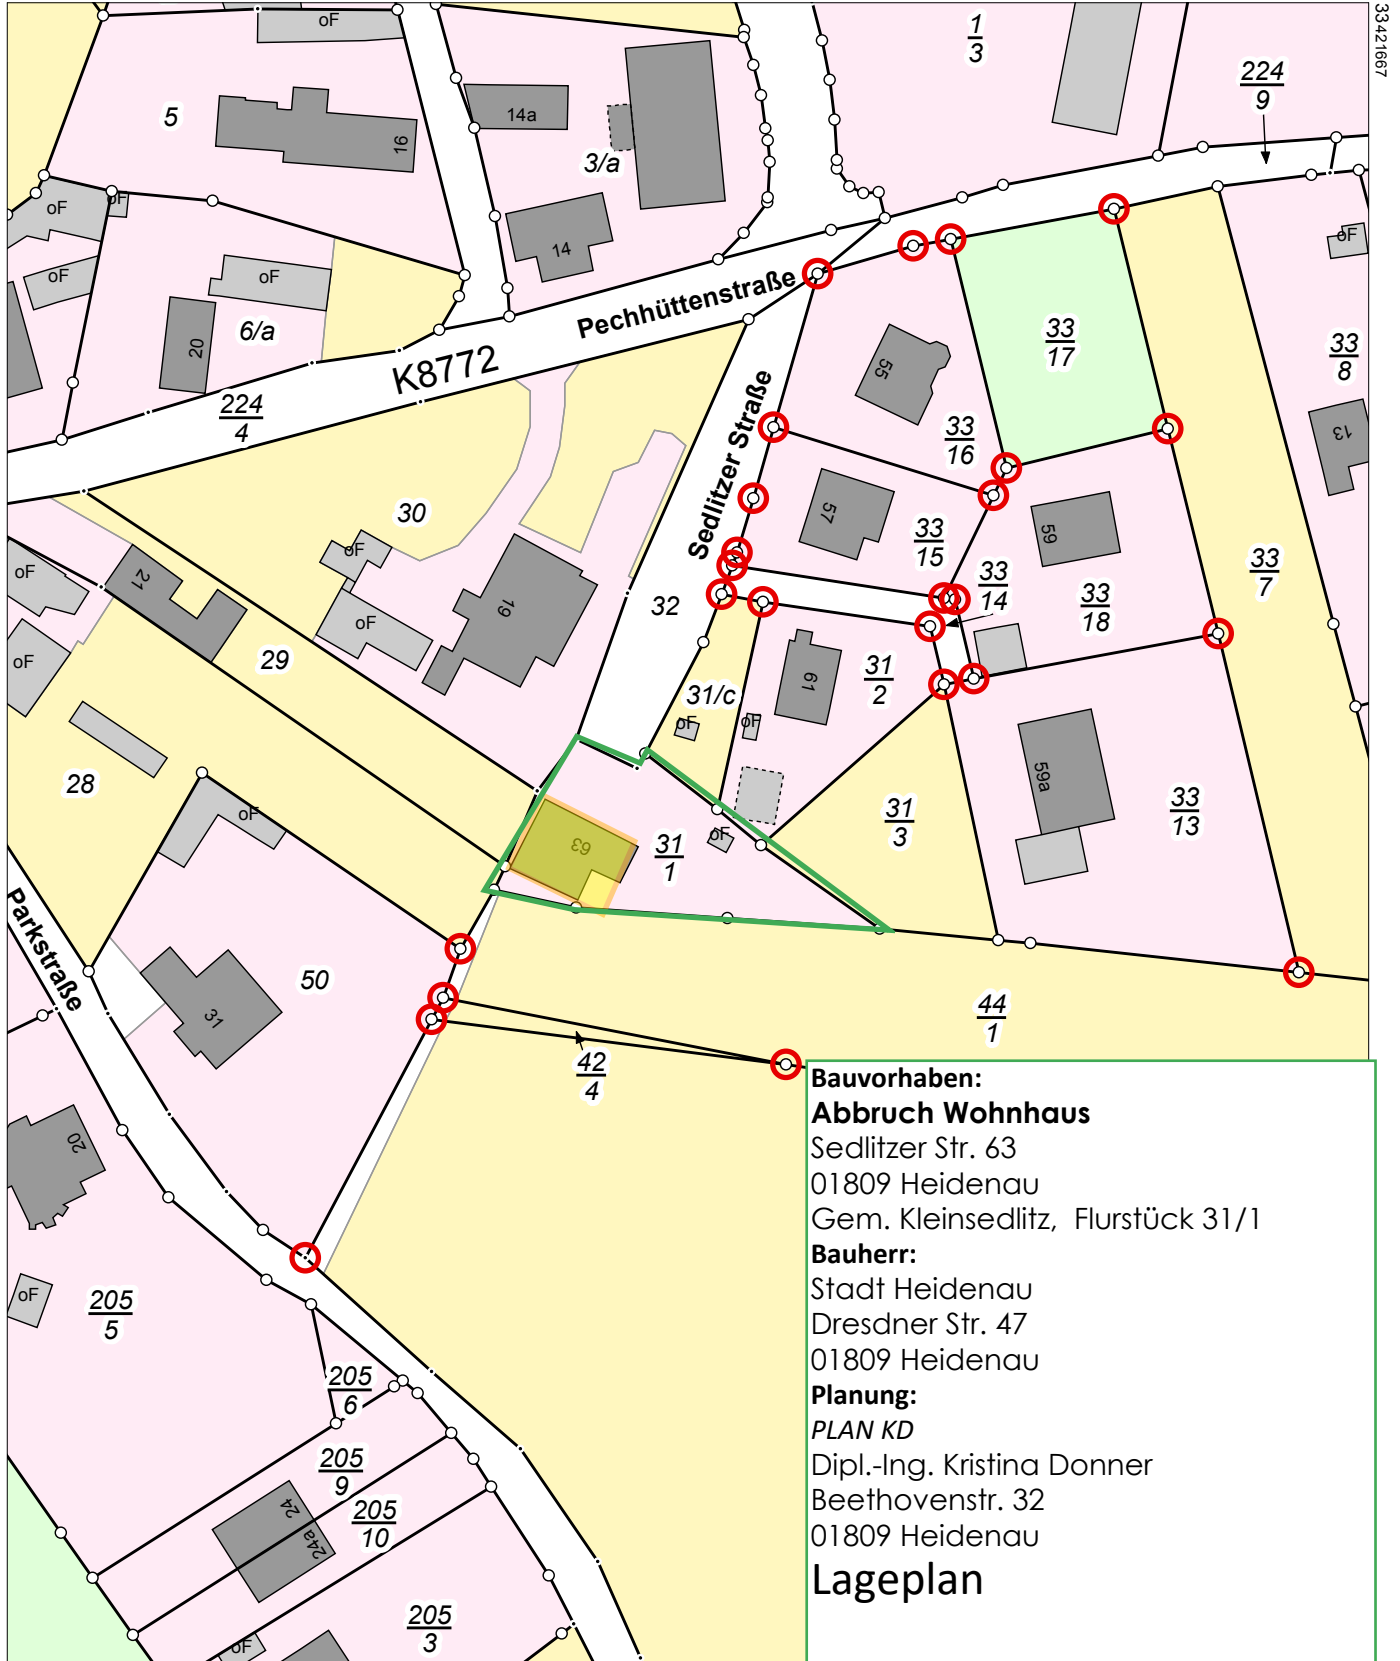 33421667
oF
1
3
224
9
5
16
14a
3/a
oF
oF
14
oF
oF
oF
6/a
20
Pechhüttenstraße
K8772
224
4
33
17
33
8
13
55
33
16
Sedlitzer Straße
57
33
15
59
33
14
33
18
33
7
30
oF
21
oF
19
oF
32
29
oF
31/c
oF
oF
61
31
2
28
oF
59a
33
13
31
3
63
31
1
oF
Parkstraße
50
31
44
1
42
4
20
oF
205
5
205
6
205
9
205
10
24
24a
205
3
oF
Bauvorhaben:
Abbruch Wohnhaus
Sedlitzer Str. 63
01809 Heidenau
Gem. Kleinsedlitz, Flurstück 31/1
Bauherr:
Stadt Heidenau
Dresdner Str. 47
01809 Heidenau
Planung:
PLAN KD
Dipl.-Ing. Kristina Donner
Beethovenstr. 32
01809 Heidenau
Lageplan